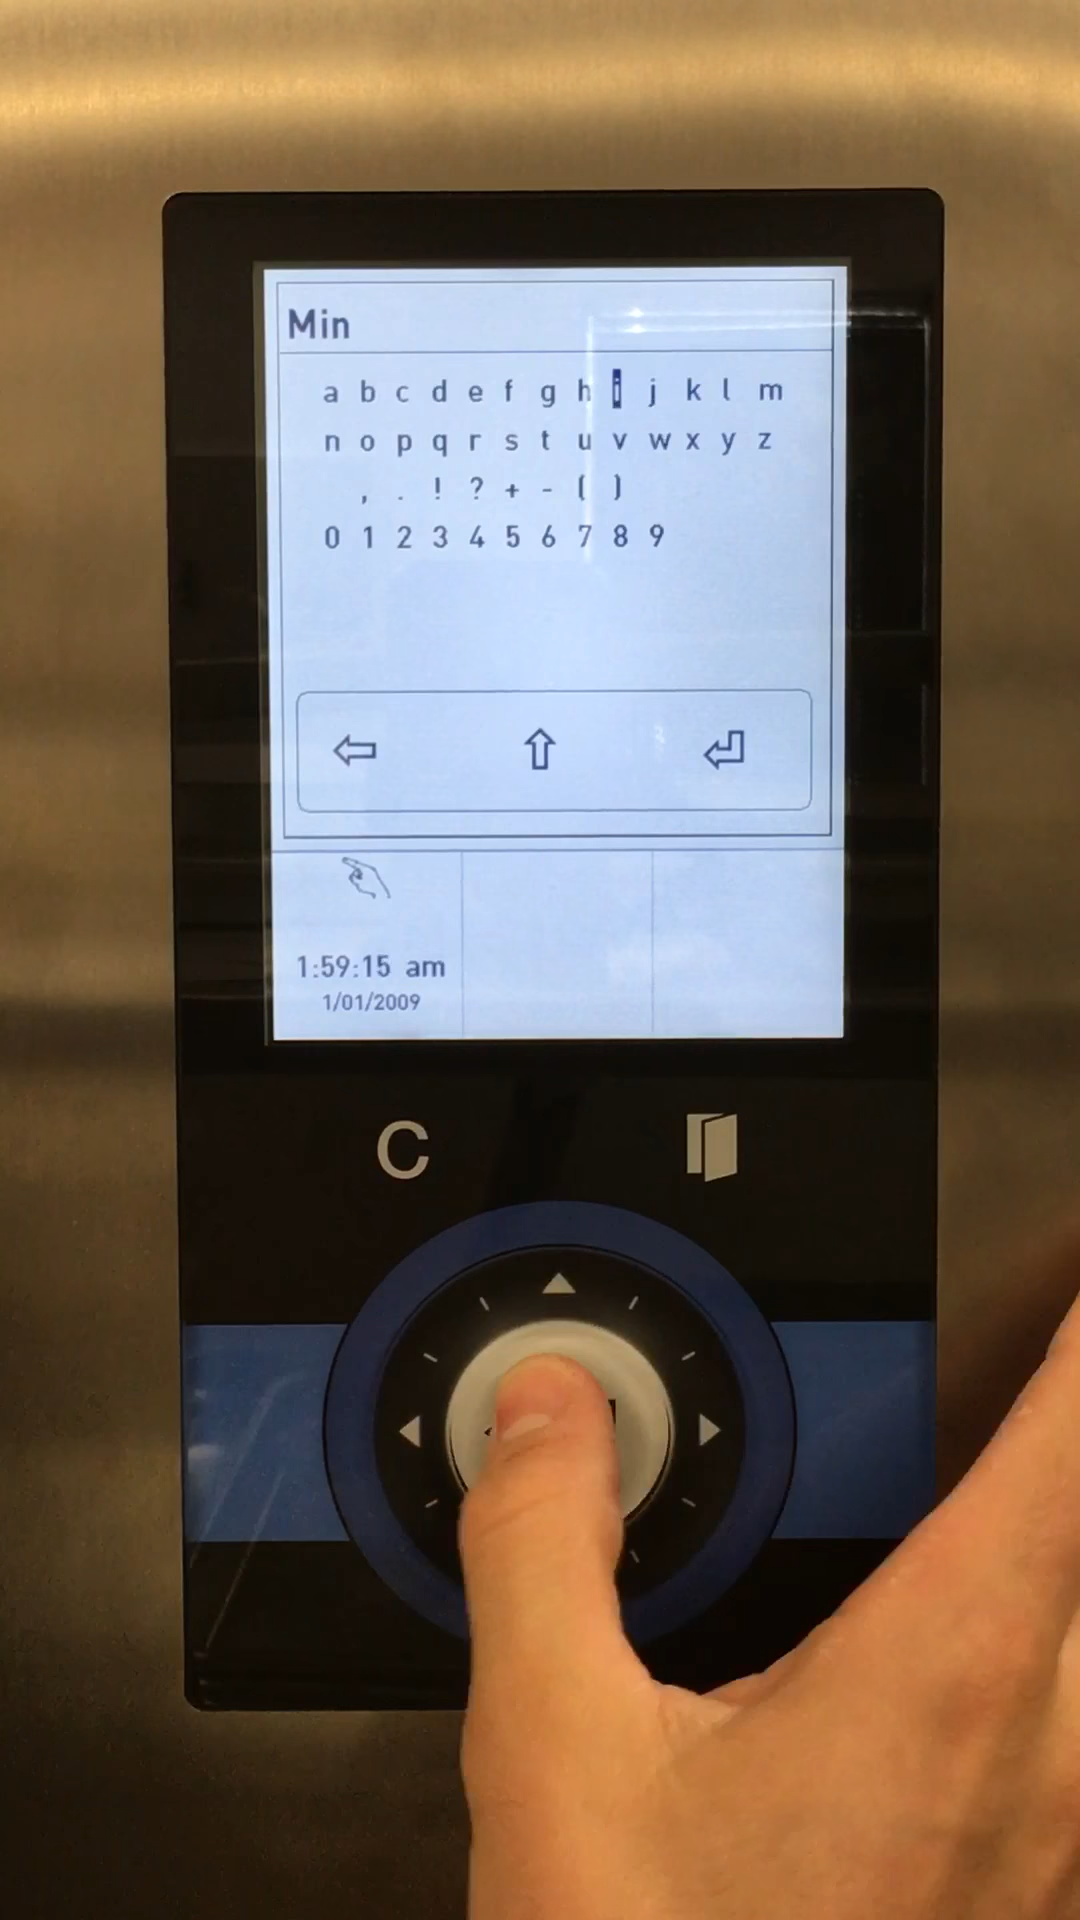 Min
a b c d e f g h i j k l m
n o p q r s t u v w x y z
, . ! ? + - ( )
0 1 2 3 4 5 6 7 8 9
1:59:15 am
1/01/2009
C